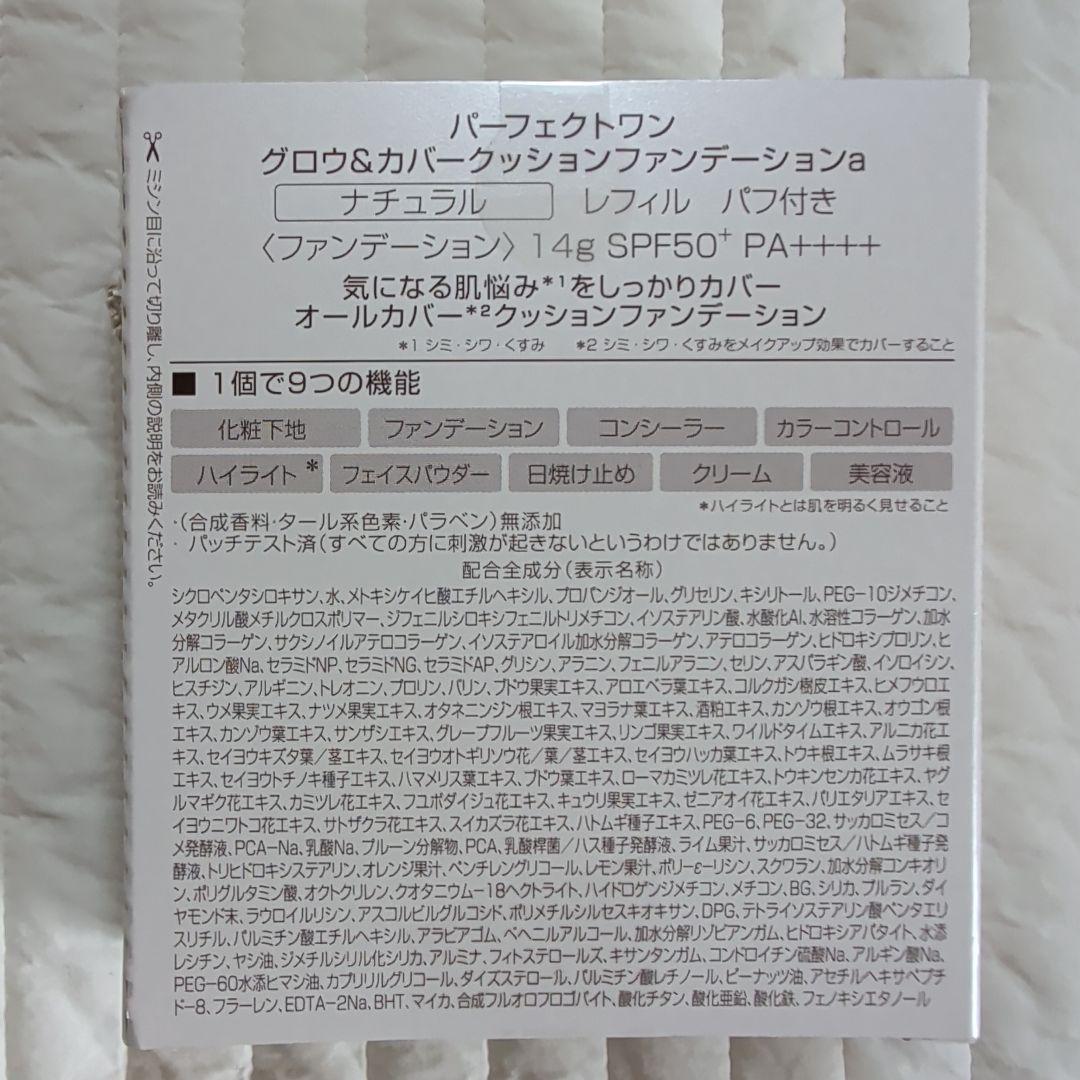 パーフェクトワン
グロウ&カバークッションファンデーションa
ナチュラル レフィル パフ付き
〈ファンデーション〉14g SPF50+ PA++++
気になる肌悩み*1をしっかりカバー
オールカバー*2クッションファンデーション
*1 シミ・シワ・くすみ *2 シミ・シワ・くすみをメイクアップ効果でカバーすること
■ 1個で9つの機能
化粧下地 ファンデーション コンシーラー カラーコントロール
ハイライト* フェイスパウダー 日焼け止め クリーム 美容液
*ハイライトとは肌を明るく見せること
・(合成香料・タール系色素・パラベン)無添加
・パッチテスト済(すべての方に刺激が起きないというわけではありません。)
配合全成分(表示名称)
シクロペンタシロキサン、水、メトキシケイヒ酸エチルヘキシル、プロパンジオール、グリセリン、キシリトール、PEG-10ジメチコン、
メタクリル酸メチルクロスポリマー、ジフェニルシロキシフェニルトリメチコン、イソステアリン酸、水酸化Al、水溶性コラーゲン、加水
分解コラーゲン、サクシノイルアテロコラーゲン、イソステアロイル加水分解コラーゲン、アテロコラーゲン、ヒドロキシプロリン、ヒ
アルロン酸Na、セラミドNP、セラミドNG、セラミドAP、グリシン、アラニン、フェニルアラニン、セリン、アスパラギン酸、イソロイシン、
ヒスチジン、アルギニン、トレオニン、プロリン、バリン、ブドウ果実エキス、アロエベラ葉エキス、コルクガシ樹皮エキス、ヒメフウロエ
キス、ウメ果実エキス、ナツメ果実エキス、オタネニンジン根エキス、マヨラナ葉エキス、酒粕エキス、カンゾウ根エキス、オウゴン根エ
キス、カンゾウ葉エキス、サンザシエキス、グレープフルーツ果実エキス、リンゴ果実エキス、ワイルドタイムエキス、アルニカ花エ
キス、セイヨウキズタ葉/茎エキス、セイヨウオトギリソウ花/葉/茎エキス、セイヨウハッカ葉エキス、トウキ根エキス、ムラサキ根
エキス、セイヨウトチノキ種子エキス、ハマメリス葉エキス、ブドウ葉エキス、ローマカミツレ花エキス、トウキンセンカ花エキス、ヤグ
ルマギク花エキス、カミツレ花エキス、フユボダイジュ花エキス、キュウリ果実エキス、ゼニアオイ花エキス、パリエタリアエキス、セ
イヨウニワトコ花エキス、サトザクラ花エキス、スイカズラ花エキス、ハトムギ種子エキス、PEG-6、PEG-32、サッカロミセス/コ
メ発酵液、PCA-Na、乳酸Na、プルーン分解物、PCA、乳酸桿菌/ハス種子発酵液、ライム果汁、サッカロミセス/ハトムギ種子発
酵液、トリヒドロキシステアリン、オレンジ果汁、ペンチレングリコール、レモン果汁、ポリ-ε-リシン、スクワラン、加水分解コンキオリ
ン、ポリグルタミン酸、オクトクリレン、クオタニウム-18ヘクトライト、ハイドロゲンジメチコン、メチコン、BG、シリカ、プルラン、ダイ
ヤモンド末、ラウロイルリシン、アスコルビルグルコシド、ポリメチルシルセスキオキサン、DPG、テトライソステアリン酸ペンタエリ
スリチル、パルミチン酸エチルヘキシル、アラビアゴム、ベヘニルアルコール、加水分解リゾビアンガム、ヒドロキシアパタイト、水添
レシチン、ヤシ油、ジメチルシリル化シリカ、アルミナ、フィトステロールズ、キサンタンガム、コンドロイチン硫酸Na、アルギン酸Na、
PEG-60水添ヒマシ油、カプリリルグリコール、ダイズステロール、パルミチン酸レチノール、ピーナッツ油、アセチルヘキサペプチ
ド-8、フラーレン、EDTA-2Na、BHT、マイカ、合成フルオロフロゴパイト、酸化チタン、酸化亜鉛、酸化鉄、フェノキシエタノール
ミシン目に沿って切り離し、内側の説明をお読みください。